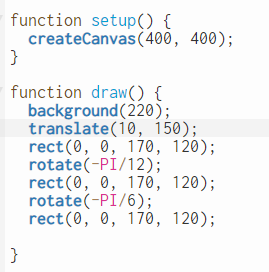 function setup() {
  createCanvas(400, 400);
}

function draw() {
  background(220);
  translate(10, 150);
  rect(0, 0, 170, 120);
  rotate(-PI/12);
  rect(0, 0, 170, 120);
  rotate(-PI/6);
  rect(0, 0, 170, 120);

}